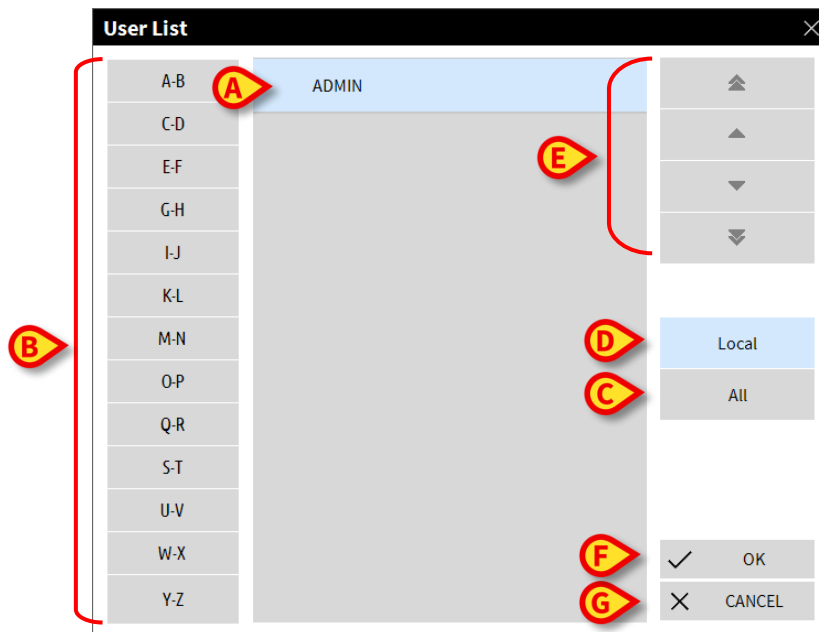 User List
A-B
C-D
E-F
G-H
I-J
K-L
M-N
O-P
Q-R
S-T
U-V
W-X
Y-Z
B
A
ADMIN
E
D
Local
C
All
F
OK
G
CANCEL